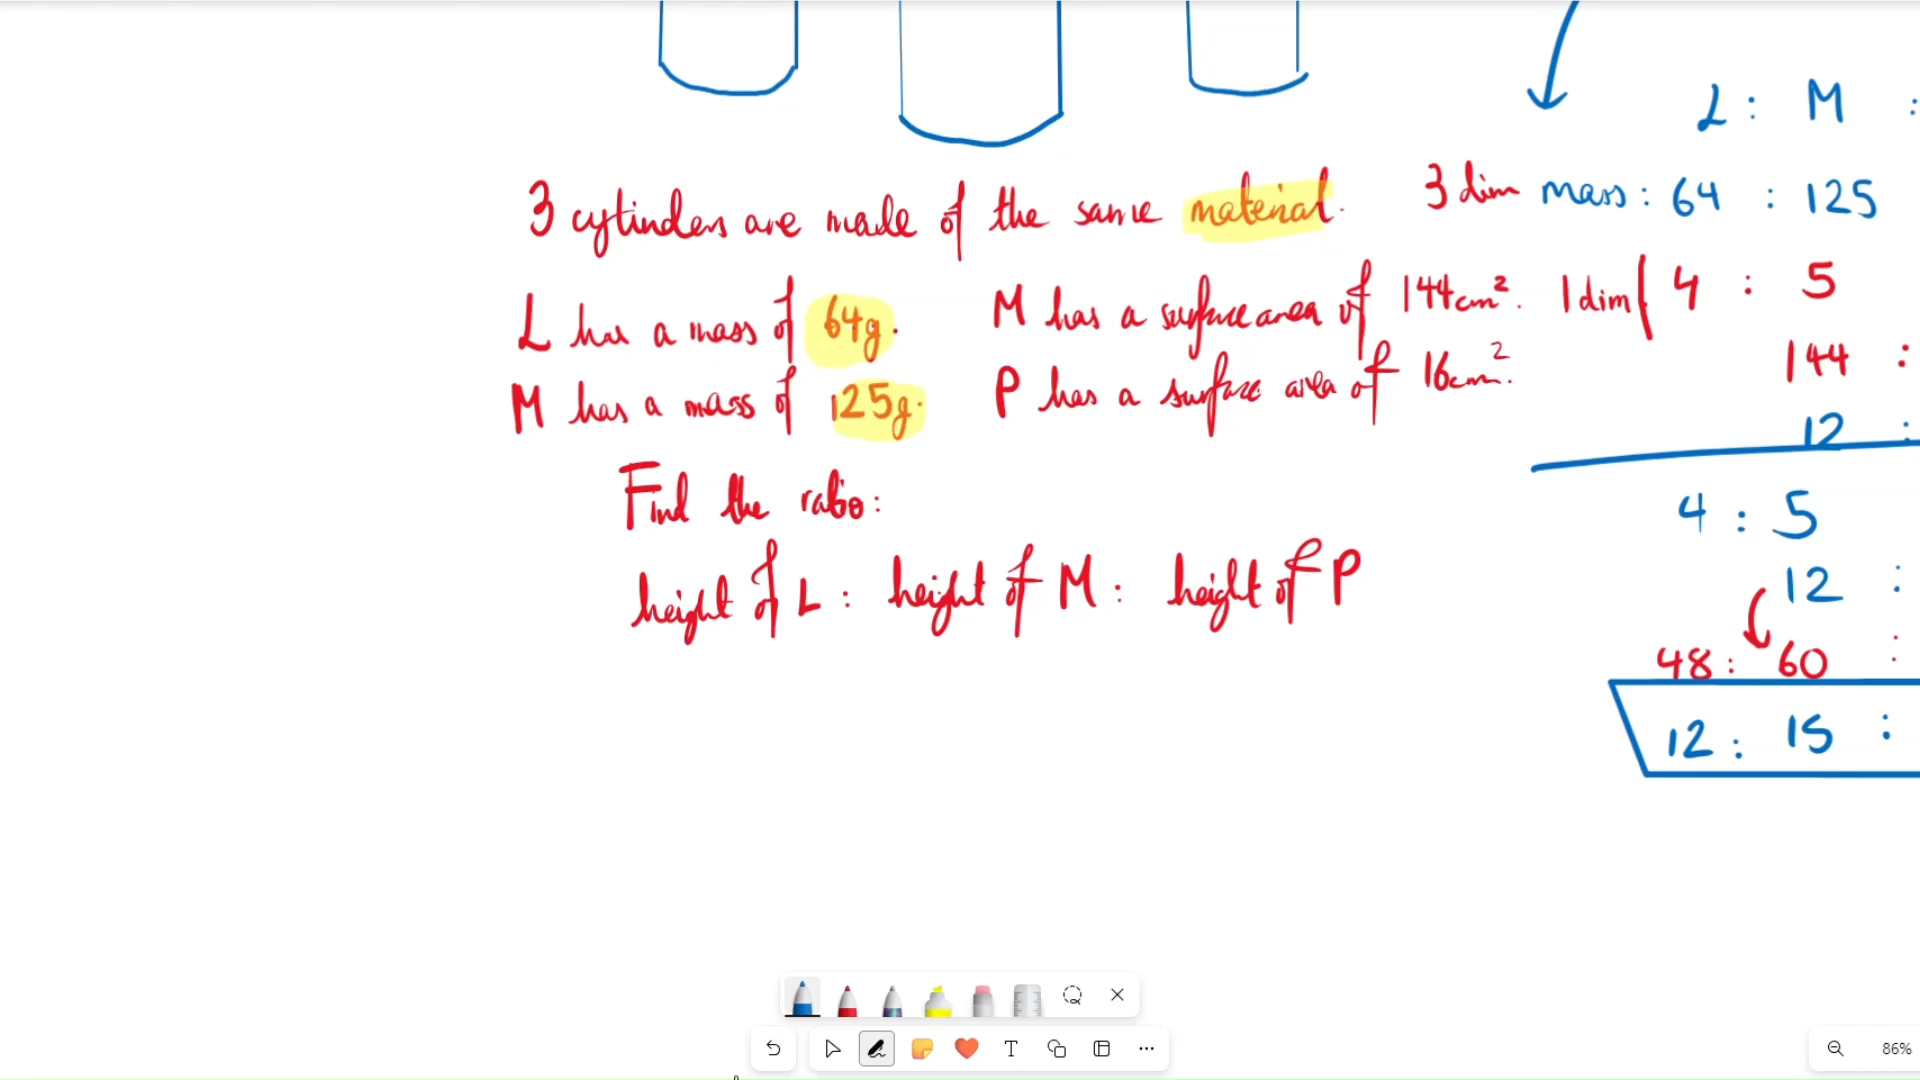 3 cylinders are made of the same material.
L has a mass of 64g.
M has a mass of 125g.
M has a surface area of 144cm².
P has a surface area of 16cm².
Find the ratio:
height of L : height of M : height of P
L : M :
3 dim mass : 64 : 125
1 dim 4 : 5
144 :
12 :
4 : 5
12 :
48 : 60 :
12 : 15 :
T
86%